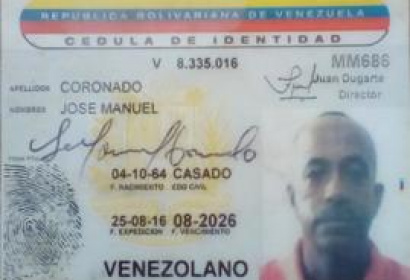 REPUBLICA BOLIVARIANA DE VENEZUELA
CEDULA DE IDENTIDAD
V 8.335.016 MM686
Juan Dugarte
Director
APELLIDOS CORONADO
NOMBRES JOSE MANUEL
04-10-64 CASADO
F. NACIMIENTO EDO CIVIL
25-08-16 08-2026
F. EXPEDICION F. VENCIMIENTO
VENEZOLANO